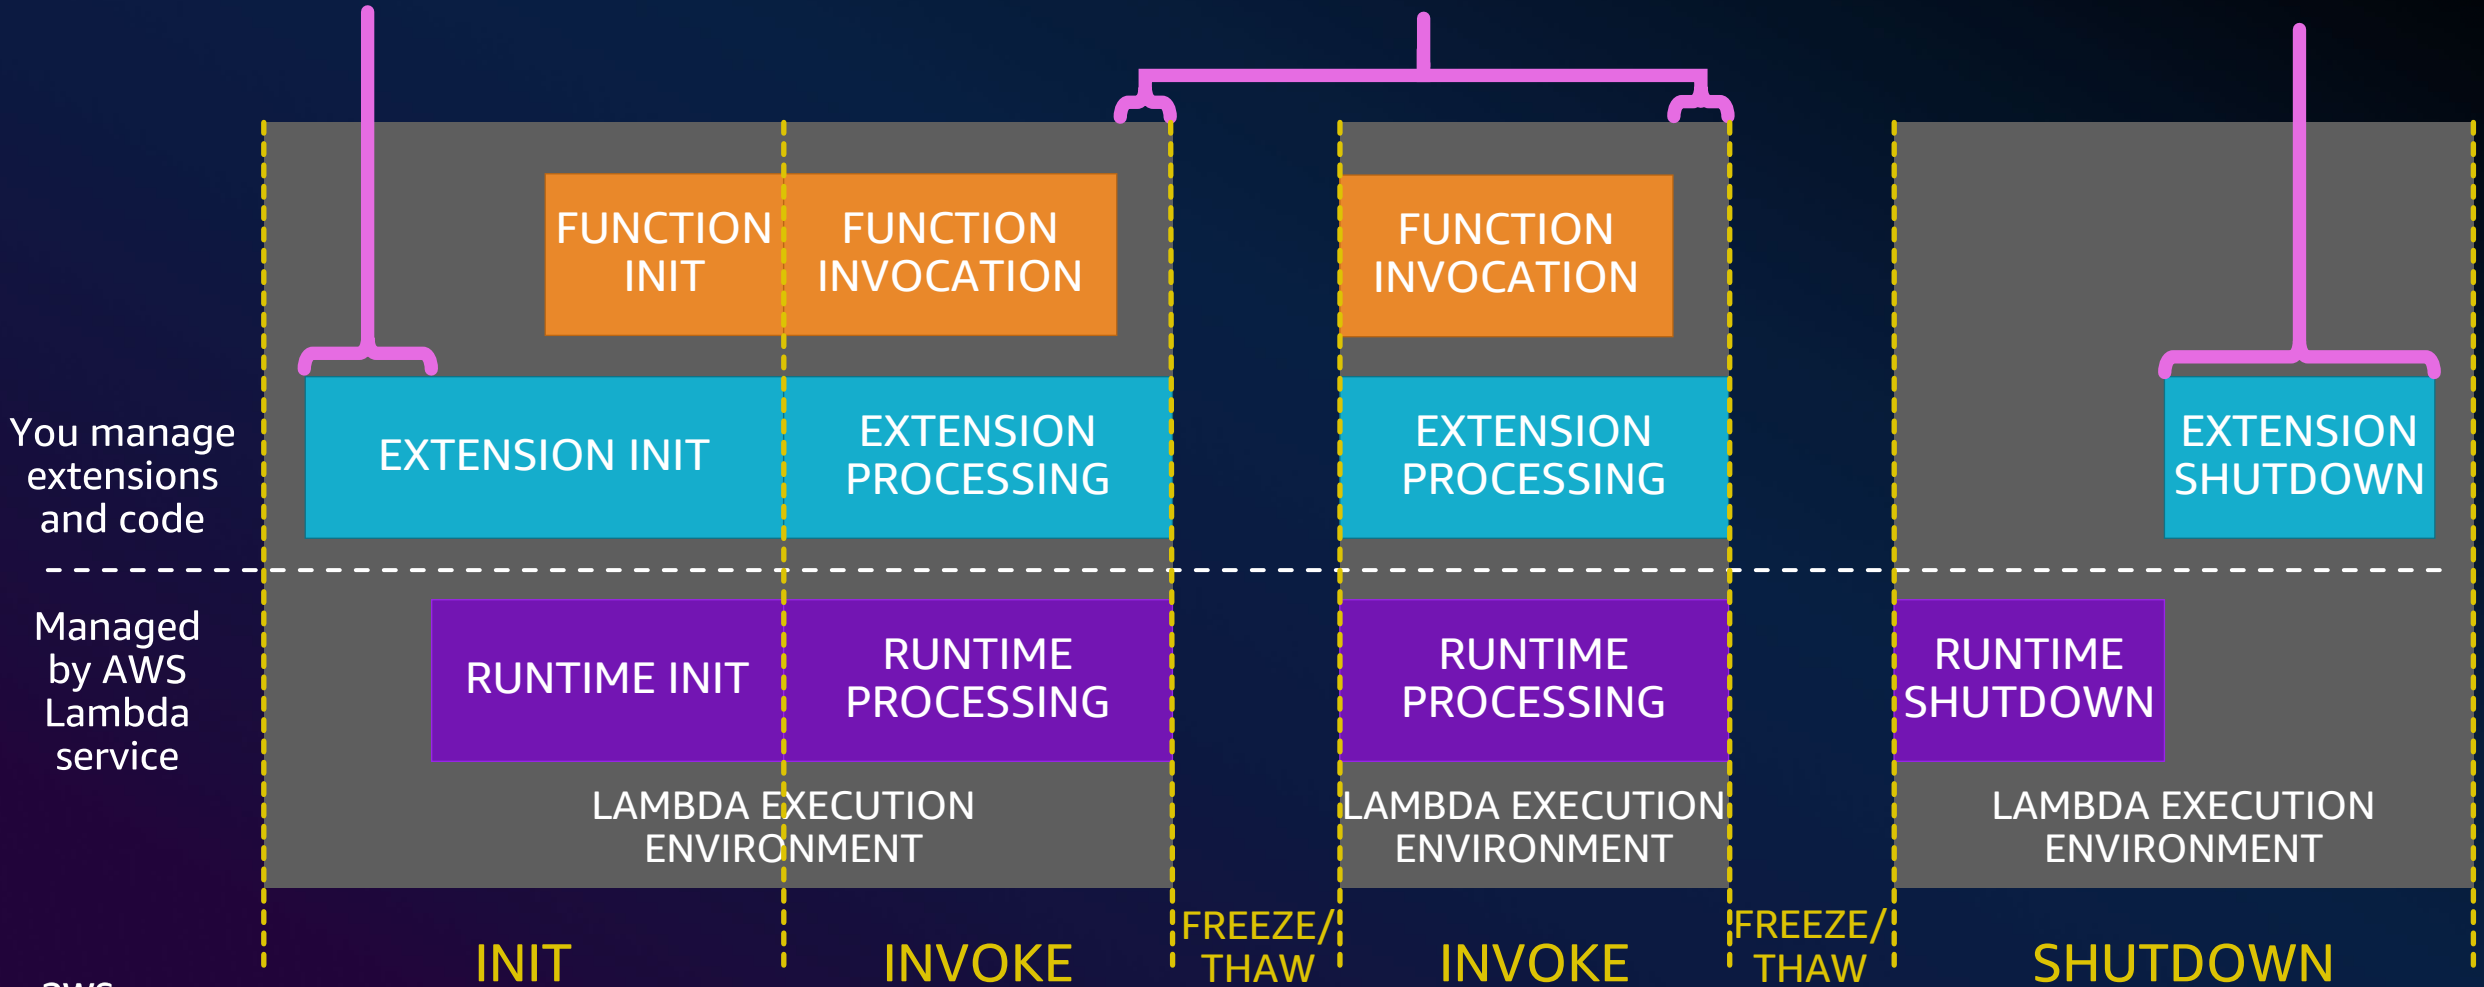 FUNCTION
INIT
FUNCTION
INVOCATION
FUNCTION
INVOCATION
You manage
extensions
and code
EXTENSION INIT
EXTENSION
PROCESSING
EXTENSION
PROCESSING
EXTENSION
SHUTDOWN
Managed
by AWS
Lambda
service
RUNTIME INIT
RUNTIME
PROCESSING
RUNTIME
PROCESSING
RUNTIME
SHUTDOWN
LAMBDA EXECUTION
ENVIRONMENT
LAMBDA EXECUTION
ENVIRONMENT
LAMBDA EXECUTION
ENVIRONMENT
INIT
INVOKE
FREEZE/
THAW
INVOKE
FREEZE/
THAW
SHUTDOWN
aws